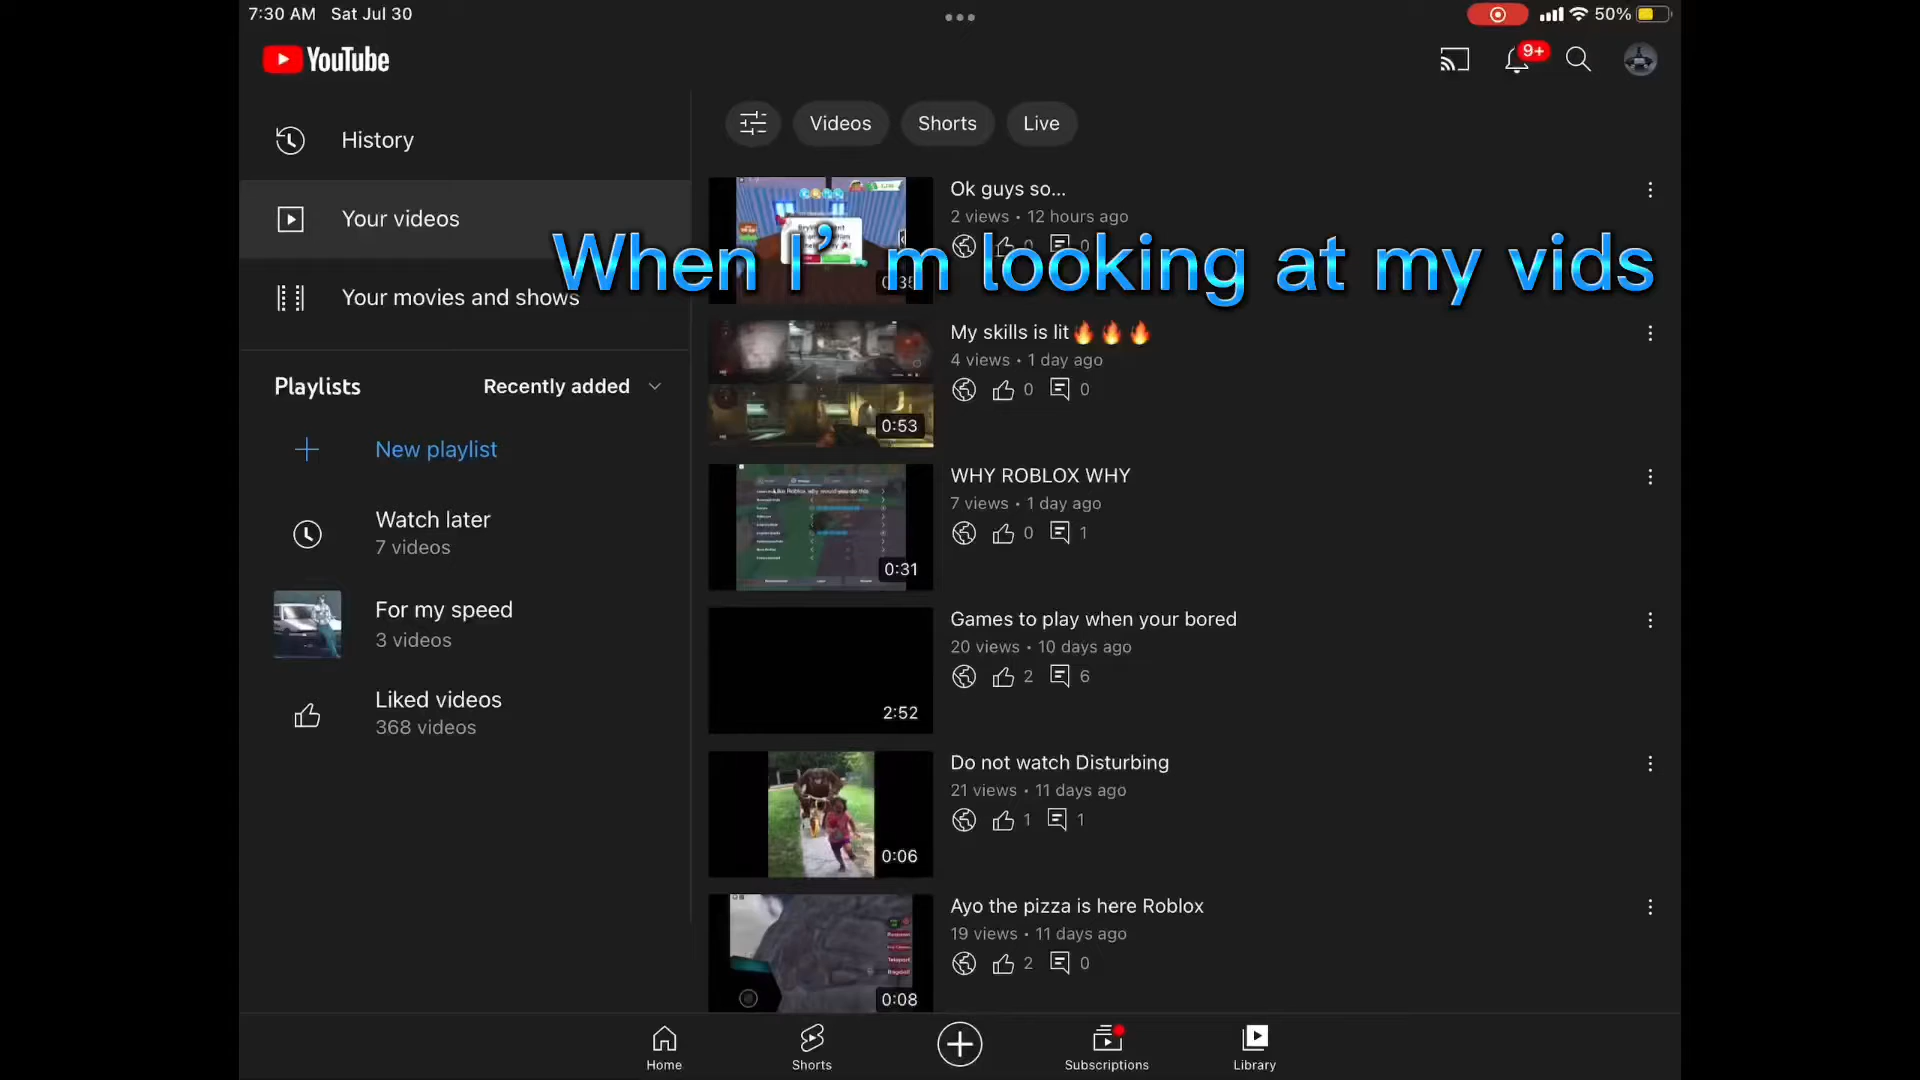 7:30 AM Sat Jul 30
50%
YouTube
9+
History
Your videos
Your movies and shows
Playlists
Recently added
New playlist
Watch later
7 videos
For my speed
3 videos
Liked videos
368 videos
Videos
Shorts
Live
Ok guys so...
2 views • 12 hours ago
0
0
When I’m looking at my vids
My skills is lit🔥🔥🔥
4 views • 1 day ago
0
0
0:53
WHY ROBLOX WHY
7 views • 1 day ago
0
1
0:31
Games to play when your bored
20 views • 10 days ago
2
6
2:52
Do not watch Disturbing
21 views • 11 days ago
1
1
0:06
Ayo the pizza is here Roblox
19 views • 11 days ago
2
0
0:08
Home
Shorts
Subscriptions
Library